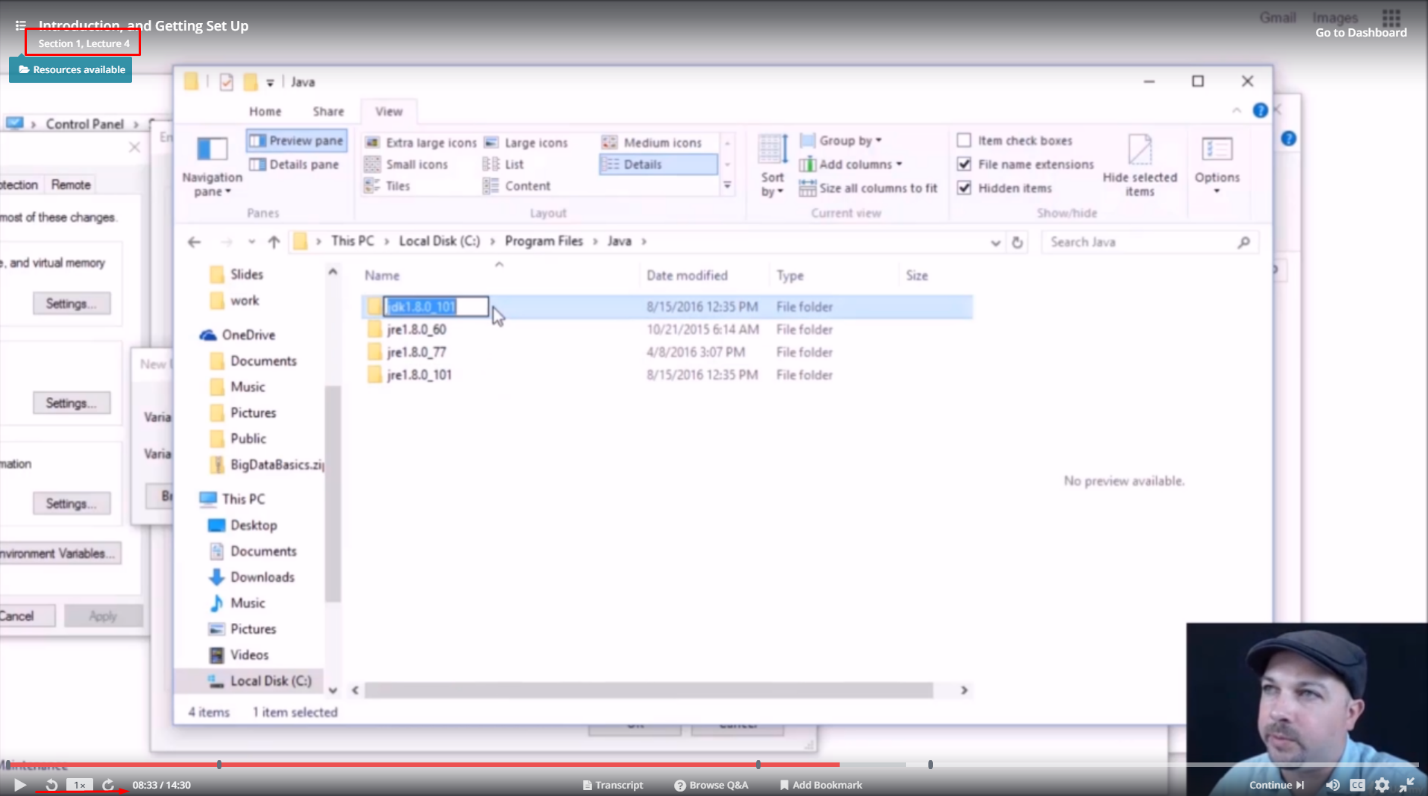 Introduction, and Getting Set Up
Section 1, Lecture 4
Resources available
Gmail Images
Go to Dashboard
Java
Home Share View
Control Panel
Preview pane
Details pane
Navigation pane
Panes
Extra large icons Large icons Medium icons
Small icons List Details
Tiles Content
Layout
Sort by
Group by
Add columns
Size all columns to fit
Current view
Item check boxes
File name extensions
Hidden items
Hide selected items
Show/hide
Options
Remote
most of these changes.
, and virtual memory
Settings...
Settings...
Settings...
Cancel Apply
New
This PC > Local Disk (C:) > Program Files > Java >
Search Java
Name Date modified Type Size
jdk1.8.0_101 8/15/2016 12:35 PM File folder
jre1.8.0_60 10/21/2015 6:14 AM File folder
jre1.8.0_77 4/8/2016 3:07 PM File folder
jre1.8.0_101 8/15/2016 12:35 PM File folder
Slides
work
OneDrive
Documents
Music
Pictures
Public
BigDataBasics.zip
This PC
Desktop
Documents
Downloads
Music
Pictures
Videos
Local Disk (C:)
No preview available.
4 items 1 item selected
1x
08:33 / 14:30
Transcript
Browse Q&A
Add Bookmark
Continue
CC